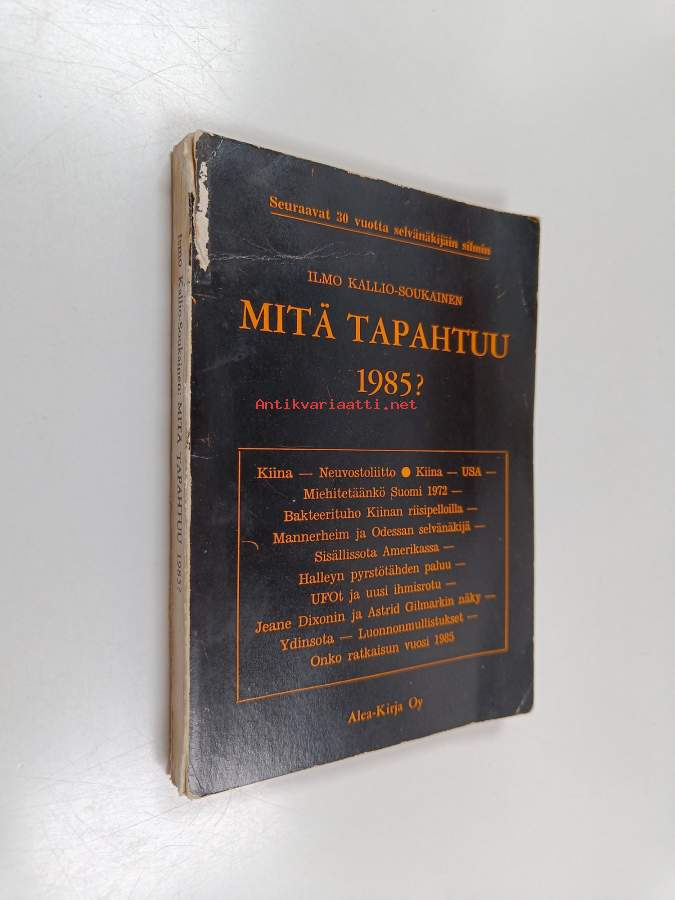 Seuraavat 30 vuotta selvänäkijäin silmin
ILMO KALLIO-SOUKAINEN
MITÄ TAPAHTUU
1985?
Antikvariaatti.net
Kiina — Neuvostoliitto ● Kiina — USA —
Miehitetäänkö Suomi 1972 —
Bakteerituho Kiinan riisipelloilla —
Mannerheim ja Odessan selvänäkijä —
Sisällissota Amerikassa —
Halleyn pyrstötähden paluu —
UFOt ja uusi ihmisrotu —
Jeane Dixonin ja Astrid Gilmarkin näky —
Ydinsota — Luonnonmullistukset —
Onko ratkaisun vuosi 1985
Alea-Kirja Oy
Ilmo Kallio-Soukainen: MITÄ TAPAHTUU 1985?